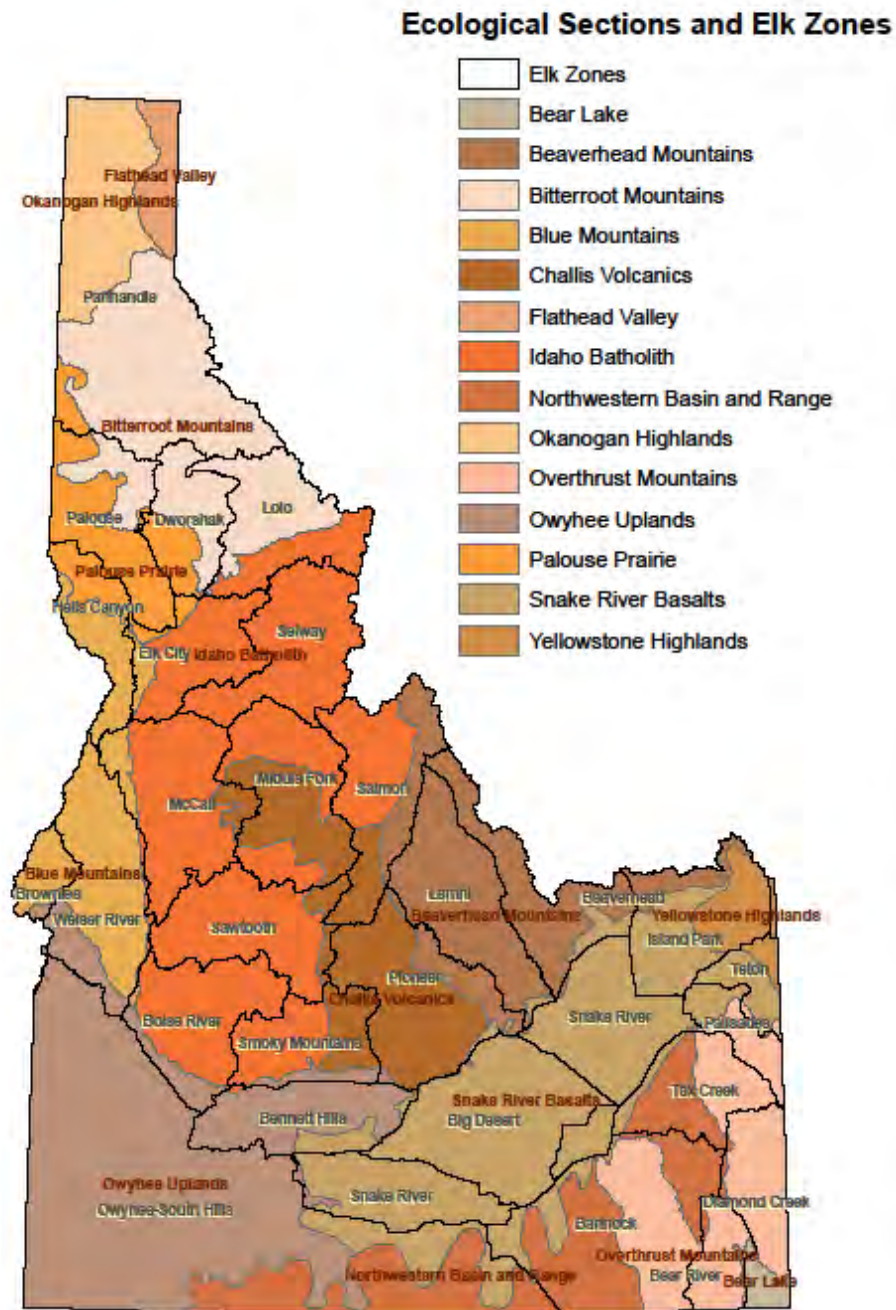 Ecological Sections and Elk Zones
Elk Zones
Bear Lake
Beaverhead Mountains
Bitterroot Mountains
Blue Mountains
Challis Volcanics
Flathead Valley
Idaho Batholith
Northwestern Basin and Range
Okanogan Highlands
Overthrust Mountains
Owyhee Uplands
Palouse Prairie
Snake River Basalts
Yellowstone Highlands
Flathead Valley
Okanogan Highlands
Panhandle
Bitterroot Mountains
Lolo
Palouse
Dworshak
Palouse Prairie
Hells Canyon
Selway
Elk City
Idaho Batholith
Middle Fork
Salmon
McCall
Blue Mountains
Brownlee
Weiser River
Lemhi
Beaverhead
Beaverhead Mountains
Yellowstone Highlands
Island Park
Sawtooth
Teton
Pioneer
Challis Volcanics
Boise River
Snake River
Palisades
Smoky Mountains
Tex Creek
Snake River Basalts
Bennett Hills
Big Desert
Owyhee Uplands
Snake River
Owyhee-South Hills
Diamond Creek
Bannock
Overthrust Mountains
Northwestern Basin and Range
Bear River
Bear Lake